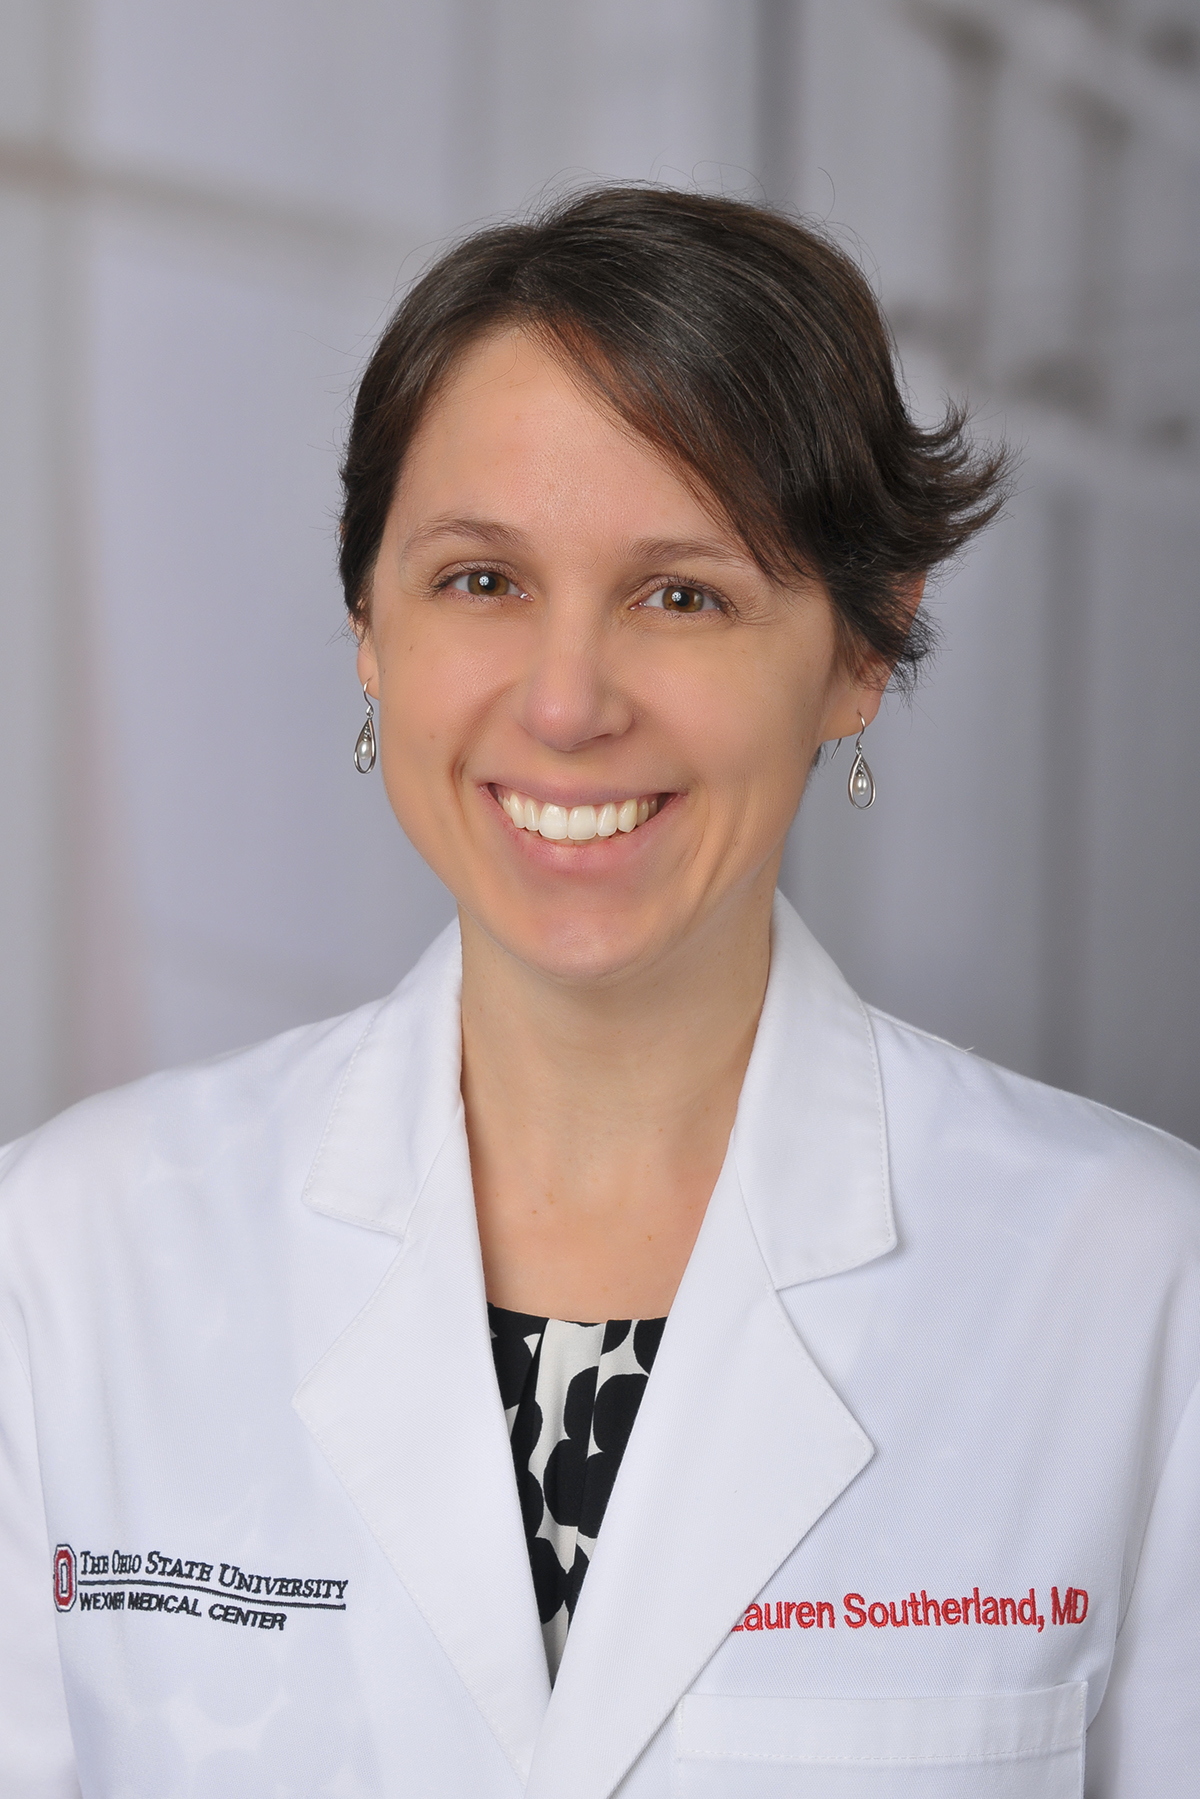 THE OHIO STATE UNIVERSITY
WEXNER MEDICAL CENTER
Lauren Southerland, MD